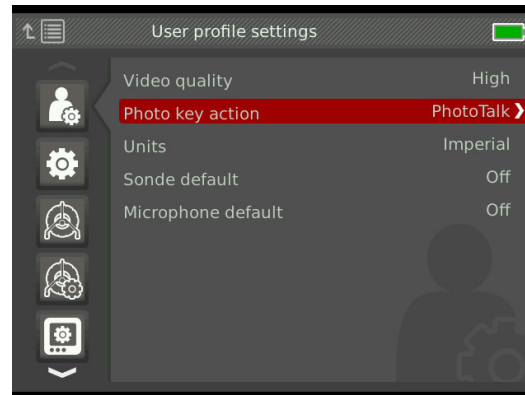 User profile settings
Video quality High
Photo key action PhotoTalk
Units Imperial
Sonde default Off
Microphone default Off